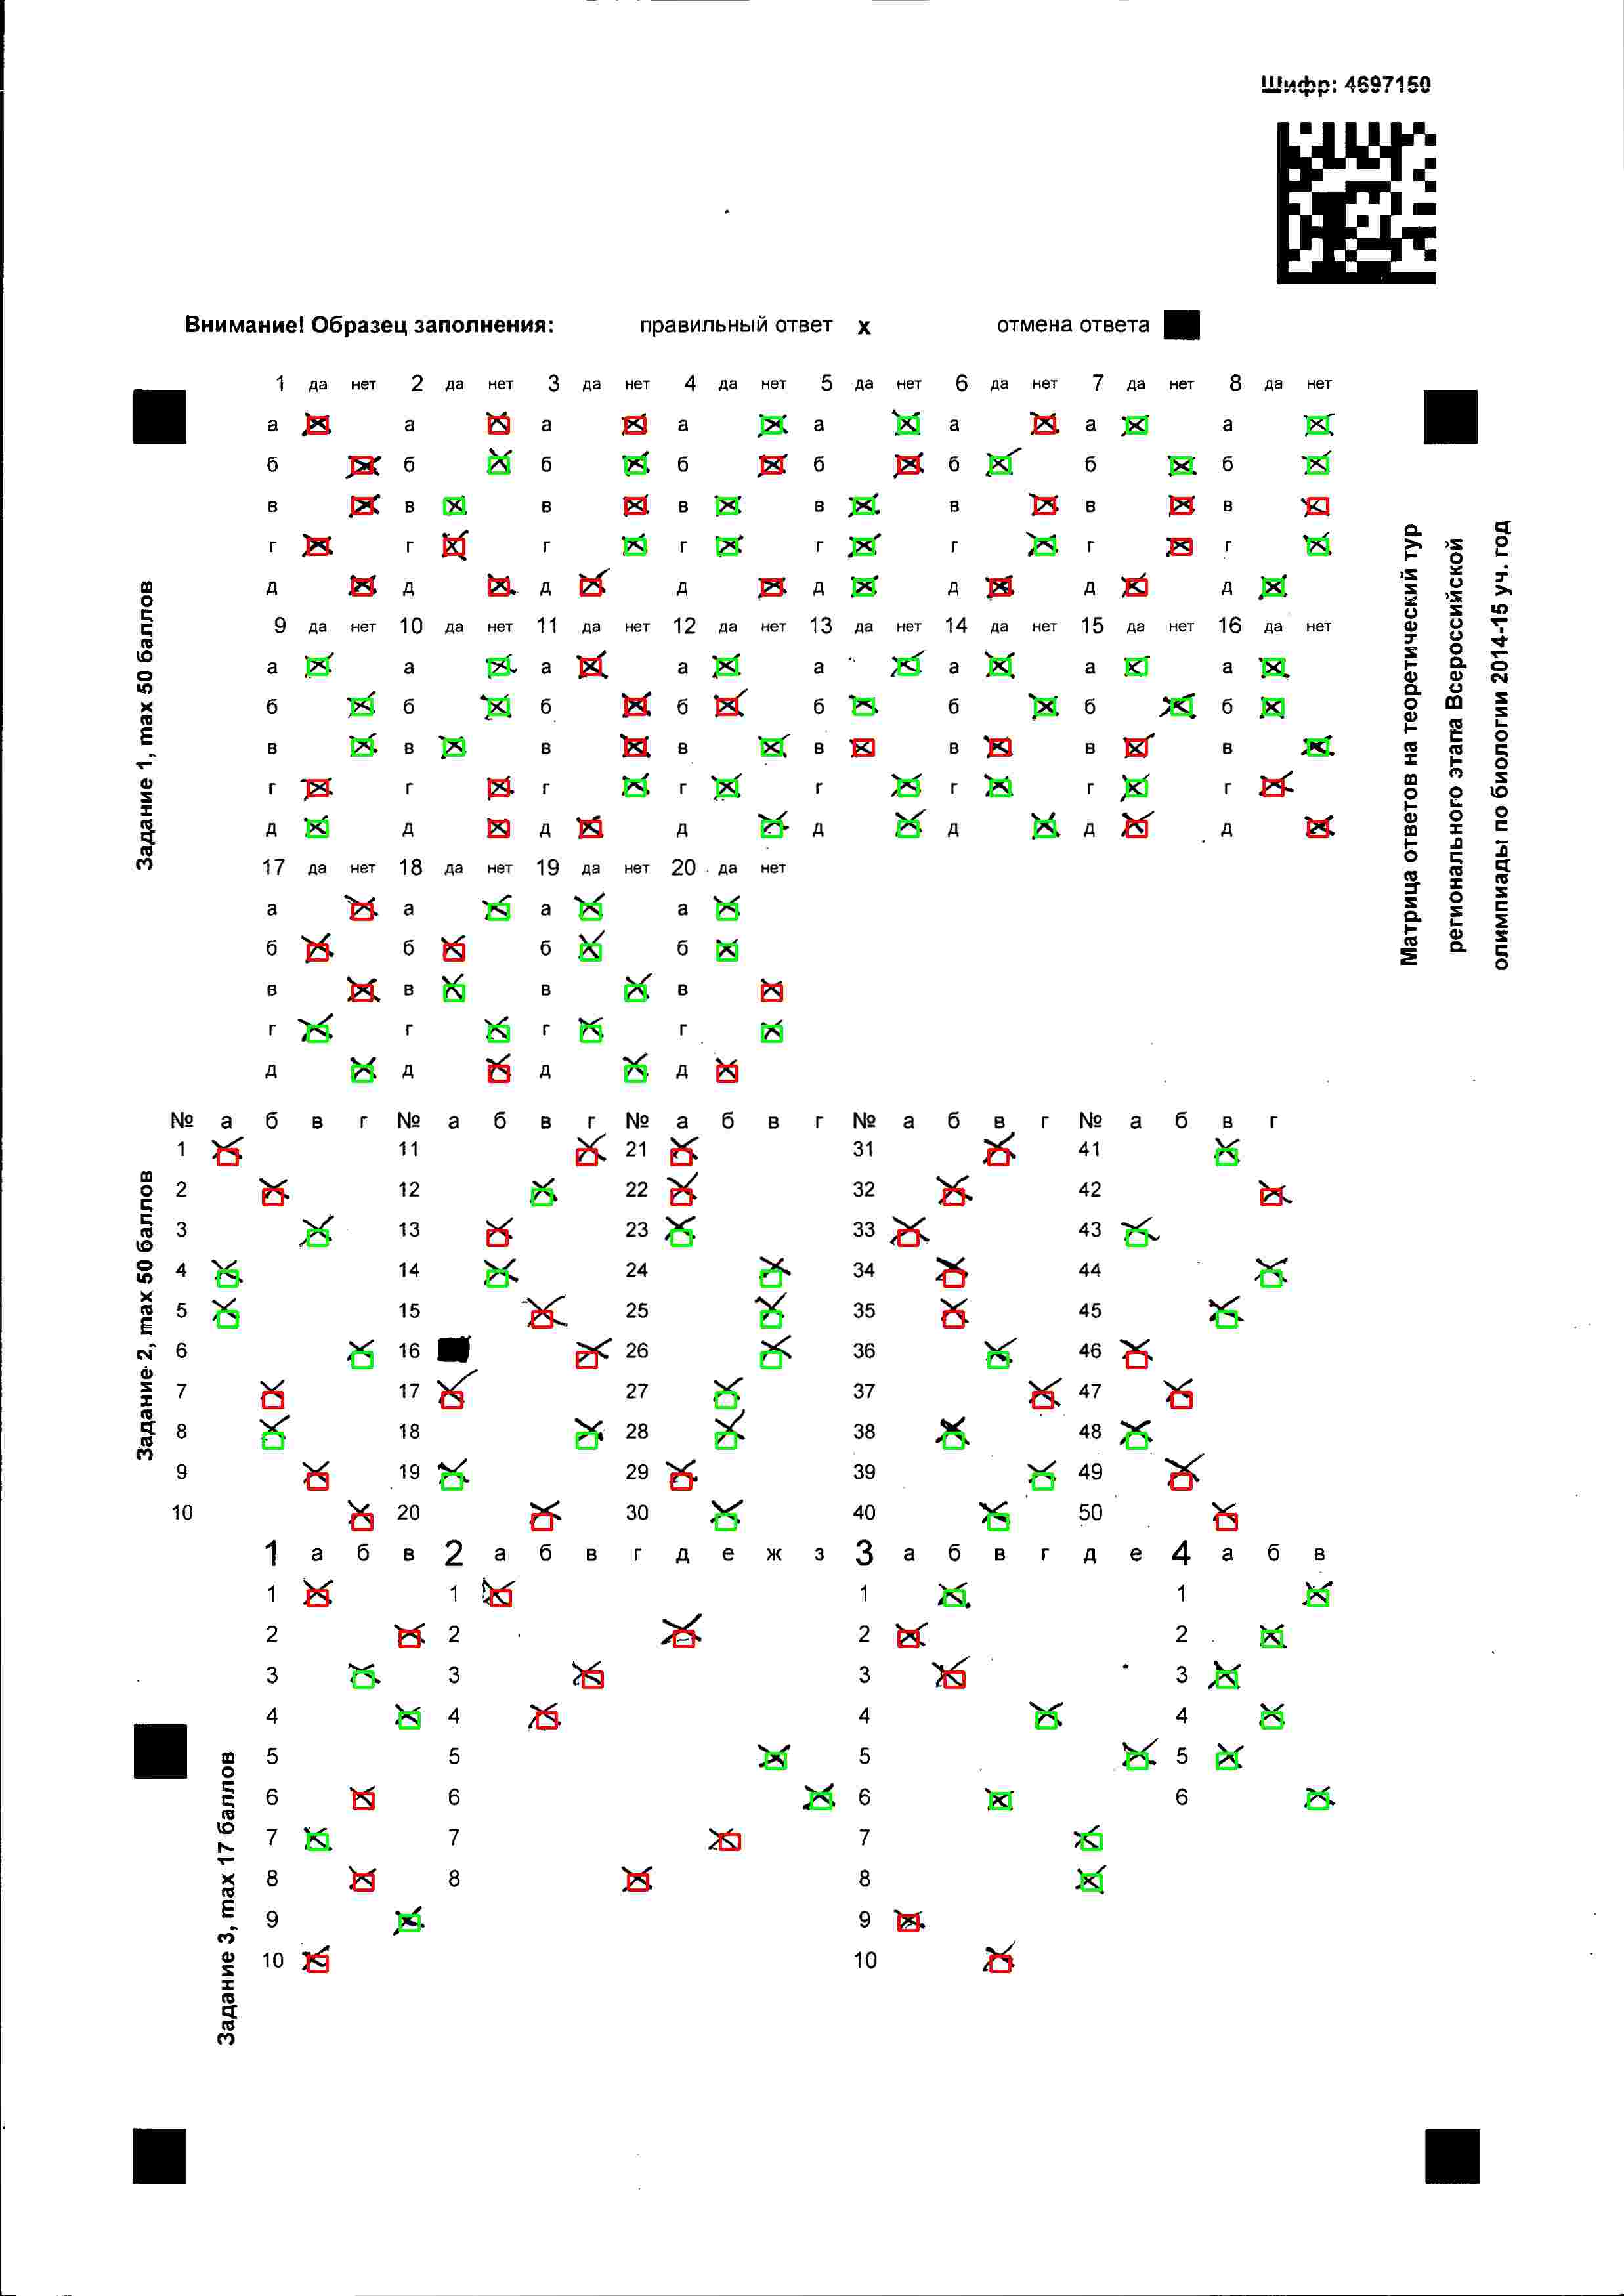 Шифр: 4697150
Внимание! Образец заполнения: правильный ответ х отмена ответа
1 да нет 2 да нет 3 да нет 4 да нет 5 да нет 6 да нет 7 да нет 8 да нет
а а а а а а а а
б б б б б б б б
в в в в в в в в
г г г г г г г г
д д д д д д д д
9 да нет 10 да нет 11 да нет 12 да нет 13 да нет 14 да нет 15 да нет 16 да нет
а а а а а а а а
б б б б б б б б
в в в в в в в в
г г г г г г г г
д д д д д д д д
17 да нет 18 да нет 19 да нет 20 да нет
а а а а
б б б б
в в в в
г г г г
д д д д
Задание 1, max 50 баллов
Матрица ответов на теоретический тур
регионального этапа Всероссийской
олимпиады по биологии 2014-15 уч. год
№ а б в г № а б в г № а б в г № а б в г № а б в г
1 11 21 31 41
2 12 22 32 42
3 13 23 33 43
4 14 24 34 44
5 15 25 35 45
6 16 26 36 46
7 17 27 37 47
8 18 28 38 48
9 19 29 39 49
10 20 30 40 50
Задание 2, max 50 баллов
1 а б в 2 а б в г д е ж з 3 а б в г д е 4 а б в
1 1 1 1
2 2 2 2
3 3 3 3
4 4 4 4
5 5 5
6 6 6 6
7 7 7
8 8 8
9 9
10 10
Задание 3, max 17 баллов